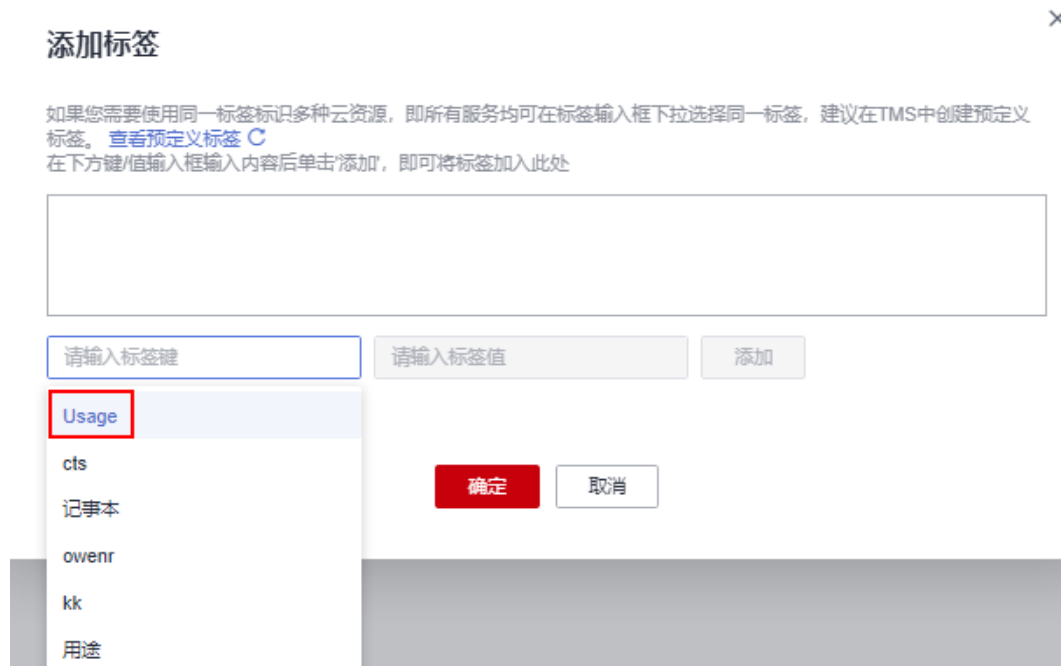 添加标签
如果您需要使用同一标签标识多种云资源，即所有服务均可在标签输入框下拉选择同一标签，建议在TMS中创建预定义
标签。 查看预定义标签
在下方键/值输入框输入内容后单击'添加'，即可将标签加入此处
请输入标签键 请输入标签值 添加
Usage
cts
确定 取消
记事本
owenr
kk
用途